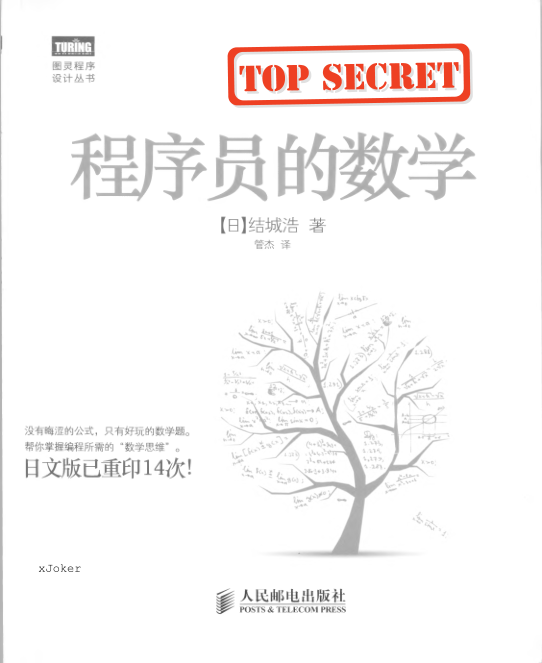 TURING
图灵程序
设计丛书
TOP SECRET
程序员的数学
【日】结城浩 著
管杰 译
没有晦涩的公式，只有好玩的数学题。
帮你掌握编程所需的“数学思维”。
日文版已重印14次!
xJoker
人民邮电出版社
POSTS & TELECOM PRESS